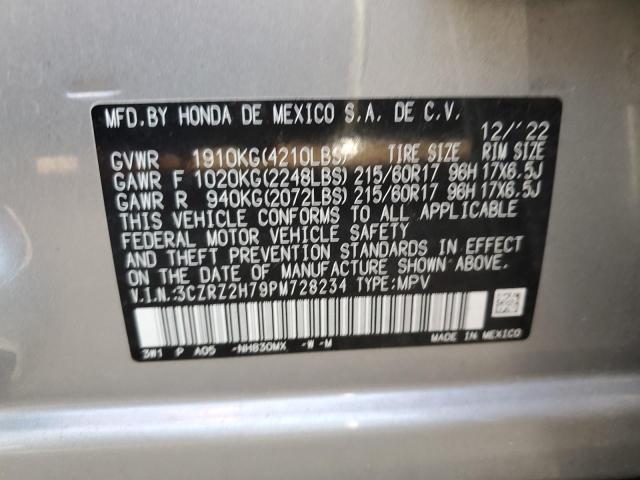 MFD.BY HONDA DE MEXICO S.A. DE C.V.
12/'22
GVWR 1910KG(4210LBS) TIRE SIZE RIM SIZE
GAWR F 1020KG(2248LBS) 215/60R17 96H 17X6.5J
GAWR R 940KG(2072LBS) 215/60R17 96H 17X6.5J
THIS VEHICLE CONFORMS TO ALL APPLICABLE
FEDERAL MOTOR VEHICLE SAFETY
AND THEFT PREVENTION STANDARDS IN EFFECT
ON THE DATE OF MANUFACTURE SHOWN ABOVE.
V.I.N.:3CZRZ2H79PM728234 TYPE:MPV
3W1 P A05 -NH830MX -W -M
MADE IN MEXICO